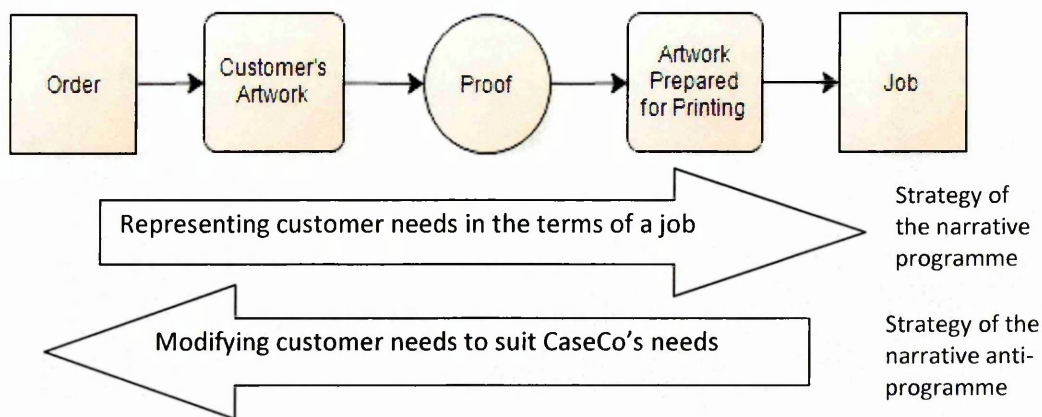 Order
Customer's
Artwork
Proof
Artwork
Prepared
for Printing
Job
Representing customer needs in the terms of a job
Strategy of
the narrative
programme
Modifying customer needs to suit CaseCo's needs
Strategy of the
narrative anti-
programme